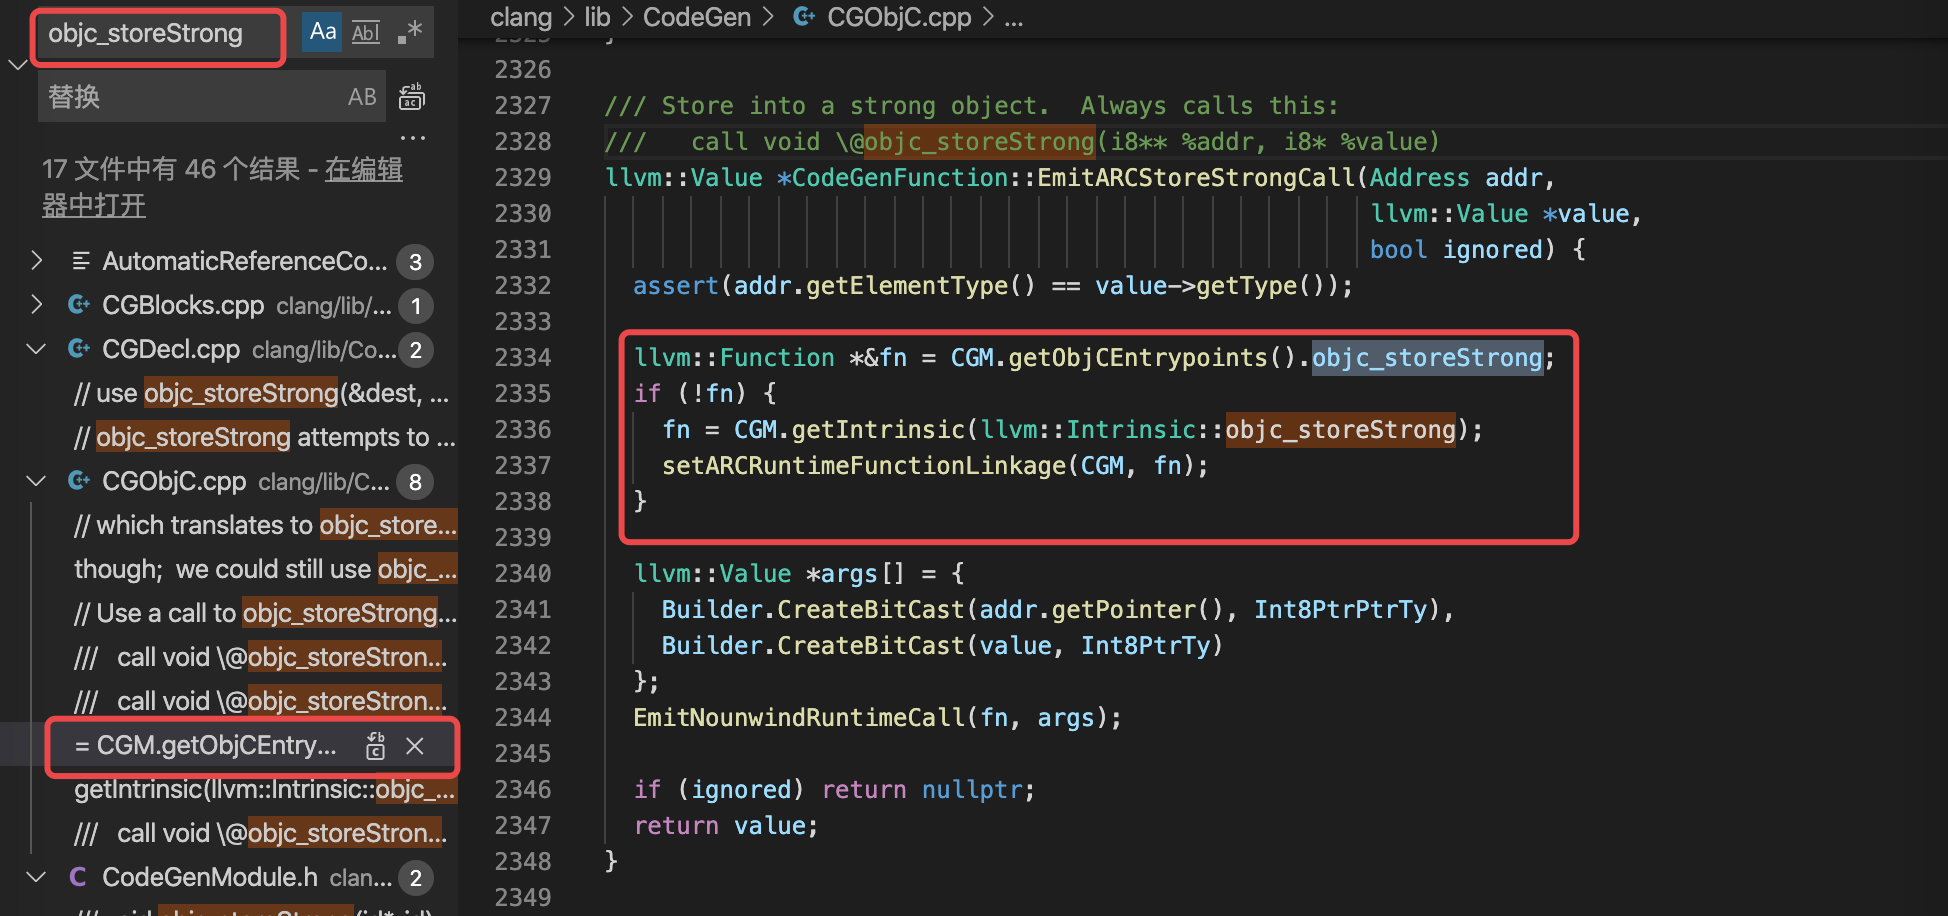 objc_storeStrong
Aa
Abl
.*
替换
AB
...
17 文件中有 46 个结果 - 在编辑
器中打开
AutomaticReferenceCo... 3
CGBlocks.cpp clang/lib/... 1
CGDecl.cpp clang/lib/Co... 2
// use objc_storeStrong(&dest, ...
// objc_storeStrong attempts to ...
CGObjC.cpp clang/lib/C... 8
// which translates to objc_store...
though;  we could still use objc_...
// Use a call to objc_storeStrong...
///   call void \@objc_storeStron...
///   call void \@objc_storeStron...
= CGM.getObjCEntry...
getIntrinsic(llvm::Intrinsic::objc_...
///   call void \@objc_storeStron...
C CodeGenModule.h clan... 2
clang > lib > CodeGen > CGObjC.cpp > ...
2326
2327 /// Store into a strong object.  Always calls this:
2328 ///   call void \@objc_storeStrong(i8** %addr, i8* %value)
2329 llvm::Value *CodeGenFunction::EmitARCStoreStrongCall(Address addr,
2330 llvm::Value *value,
2331 bool ignored) {
2332 assert(addr.getElementType() == value->getType());
2333
2334 llvm::Function *&fn = CGM.getObjCEntrypoints().objc_storeStrong;
2335 if (!fn) {
2336 fn = CGM.getIntrinsic(llvm::Intrinsic::objc_storeStrong);
2337 setARCRuntimeFunctionLinkage(CGM, fn);
2338 }
2339
2340 llvm::Value *args[] = {
2341 Builder.CreateBitCast(addr.getPointer(), Int8PtrPtrTy),
2342 Builder.CreateBitCast(value, Int8PtrTy)
2343 };
2344 EmitNounwindRuntimeCall(fn, args);
2345
2346 if (ignored) return nullptr;
2347 return value;
2348 }
2349